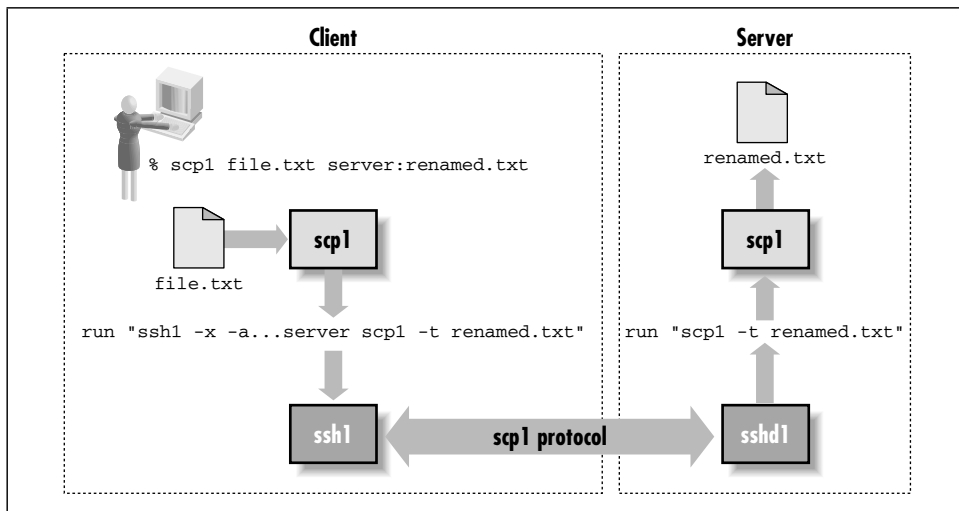 Client
Server
% scp1 file.txt server:renamed.txt
renamed.txt
scp1
scp1
file.txt
run "ssh1 -x -a...server scp1 -t renamed.txt"
run "scp1 -t renamed.txt"
ssh1
scp1 protocol
sshd1